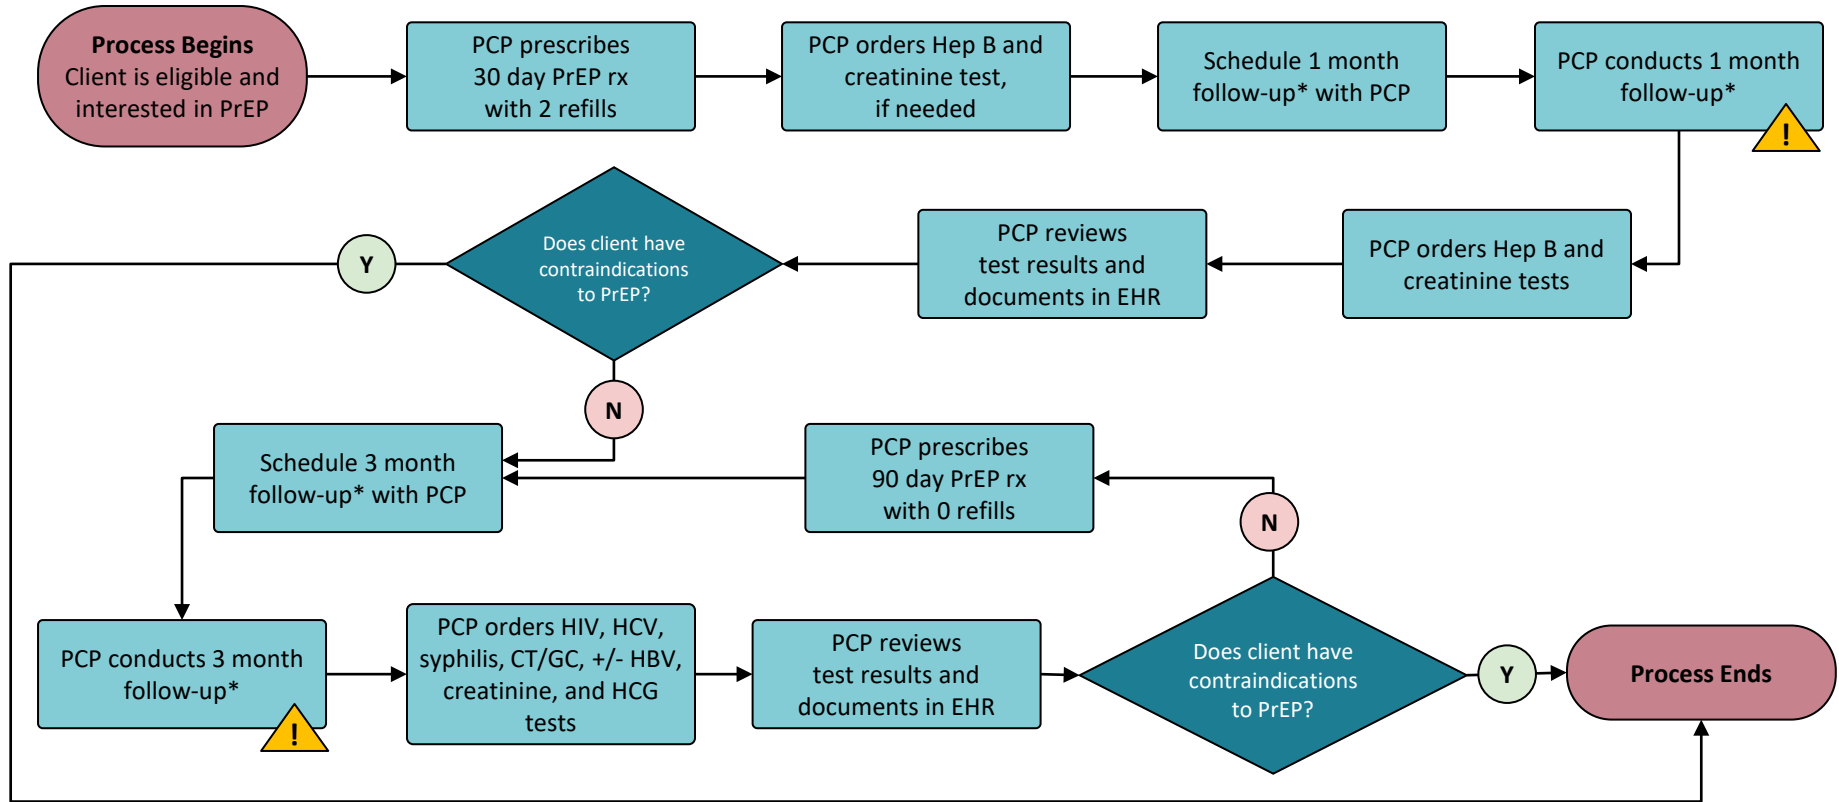 Process Begins
Client is eligible and
interested in PrEP
PCP prescribes
30 day PrEP rx
with 2 refills
PCP orders Hep B and
creatinine test,
if needed
Schedule 1 month
follow-up* with PCP
PCP conducts 1 month
follow-up*
!
PCP orders Hep B and
creatinine tests
PCP reviews
test results and
documents in EHR
Does client have
contraindications
to PrEP?
Y
N
Schedule 3 month
follow-up* with PCP
PCP prescribes
90 day PrEP rx
with 0 refills
N
PCP conducts 3 month
follow-up*
!
PCP orders HIV, HCV,
syphilis, CT/GC, +/- HBV,
creatinine, and HCG
tests
PCP reviews
test results and
documents in EHR
Does client have
contraindications
to PrEP?
Y
Process Ends